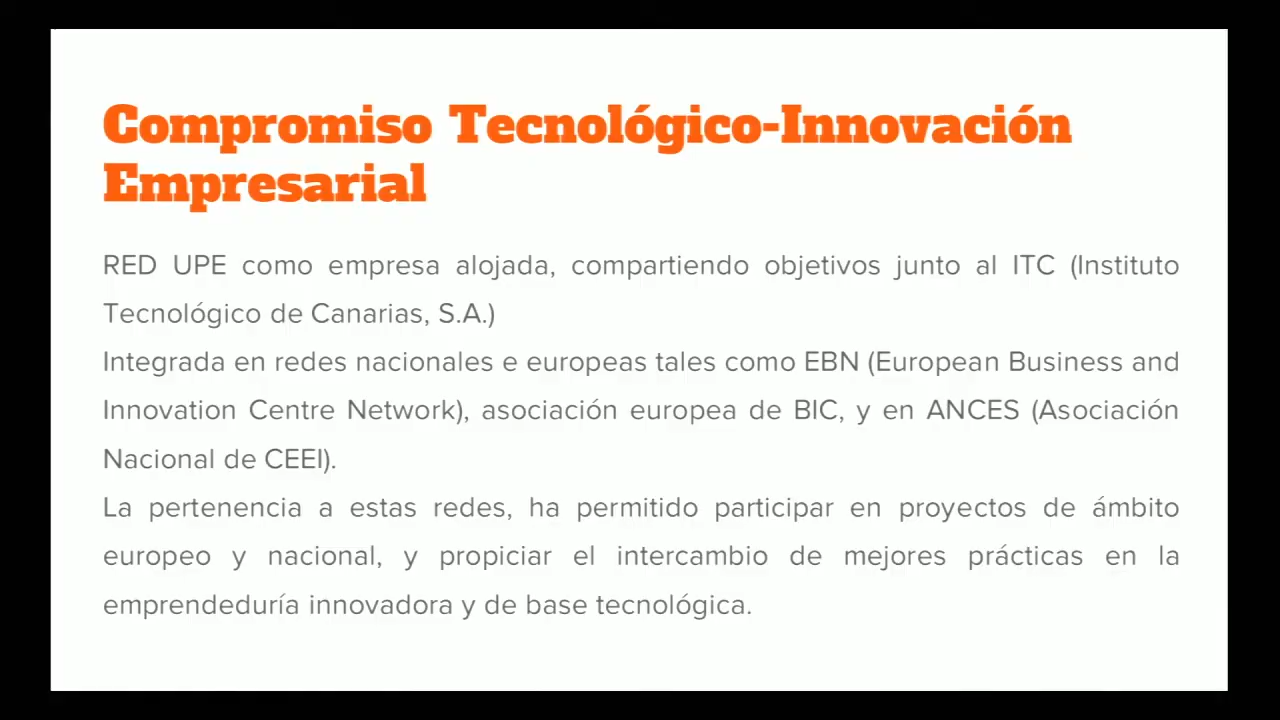 Compromiso Tecnológico-Innovación
Empresarial
RED UPE como empresa alojada, compartiendo objetivos junto al ITC (Instituto
Tecnológico de Canarias, S.A.)
Integrada en redes nacionales e europeas tales como EBN (European Business and
Innovation Centre Network), asociación europea de BIC, y en ANCES (Asociación
Nacional de CEEI).
La pertenencia a estas redes, ha permitido participar en proyectos de ámbito
europeo y nacional, y propiciar el intercambio de mejores prácticas en la
emprendeduría innovadora y de base tecnológica.